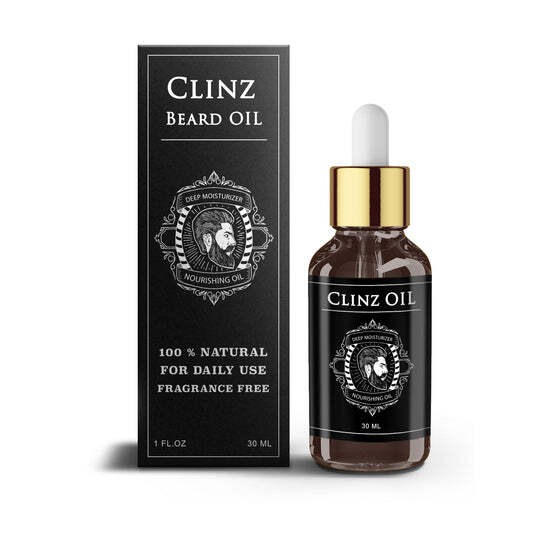 CLINZ
BEARD OIL
DEEP MOISTURIZER
NOURISHING OIL
100 % NATURAL
FOR DAILY USE
FRAGRANCE FREE
1 FL.OZ 30 ML
CLINZ OIL
DEEP MOISTURIZER
NOURISHING OIL
30 ML